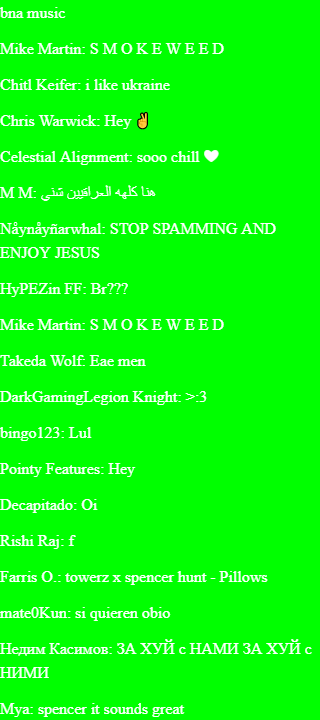 bna music
Mike Martin: S M O K E W E E D
Chitl Keifer: i like ukraine
Chris Warwick: Hey ✌
Celestial Alignment: sooo chill 🤍
M M: هنا كلهه العراقيين شني
Nåynåyñarwhal: STOP SPAMMING AND
ENJOY JESUS
HyPEZin FF: Br???
Mike Martin: S M O K E W E E D
Takeda Wolf: Eae men
DarkGamingLegion Knight: >:3
bingo123: Lul
Pointy Features: Hey
Decapitado: Oi
Rishi Raj: f
Farris O.: towerz x spencer hunt - Pillows
mate0Kun: si quieren obio
Недим Касимов: ЗА ХУЙ с НАМИ ЗА ХУЙ с
НИМИ
Mya: spencer it sounds great